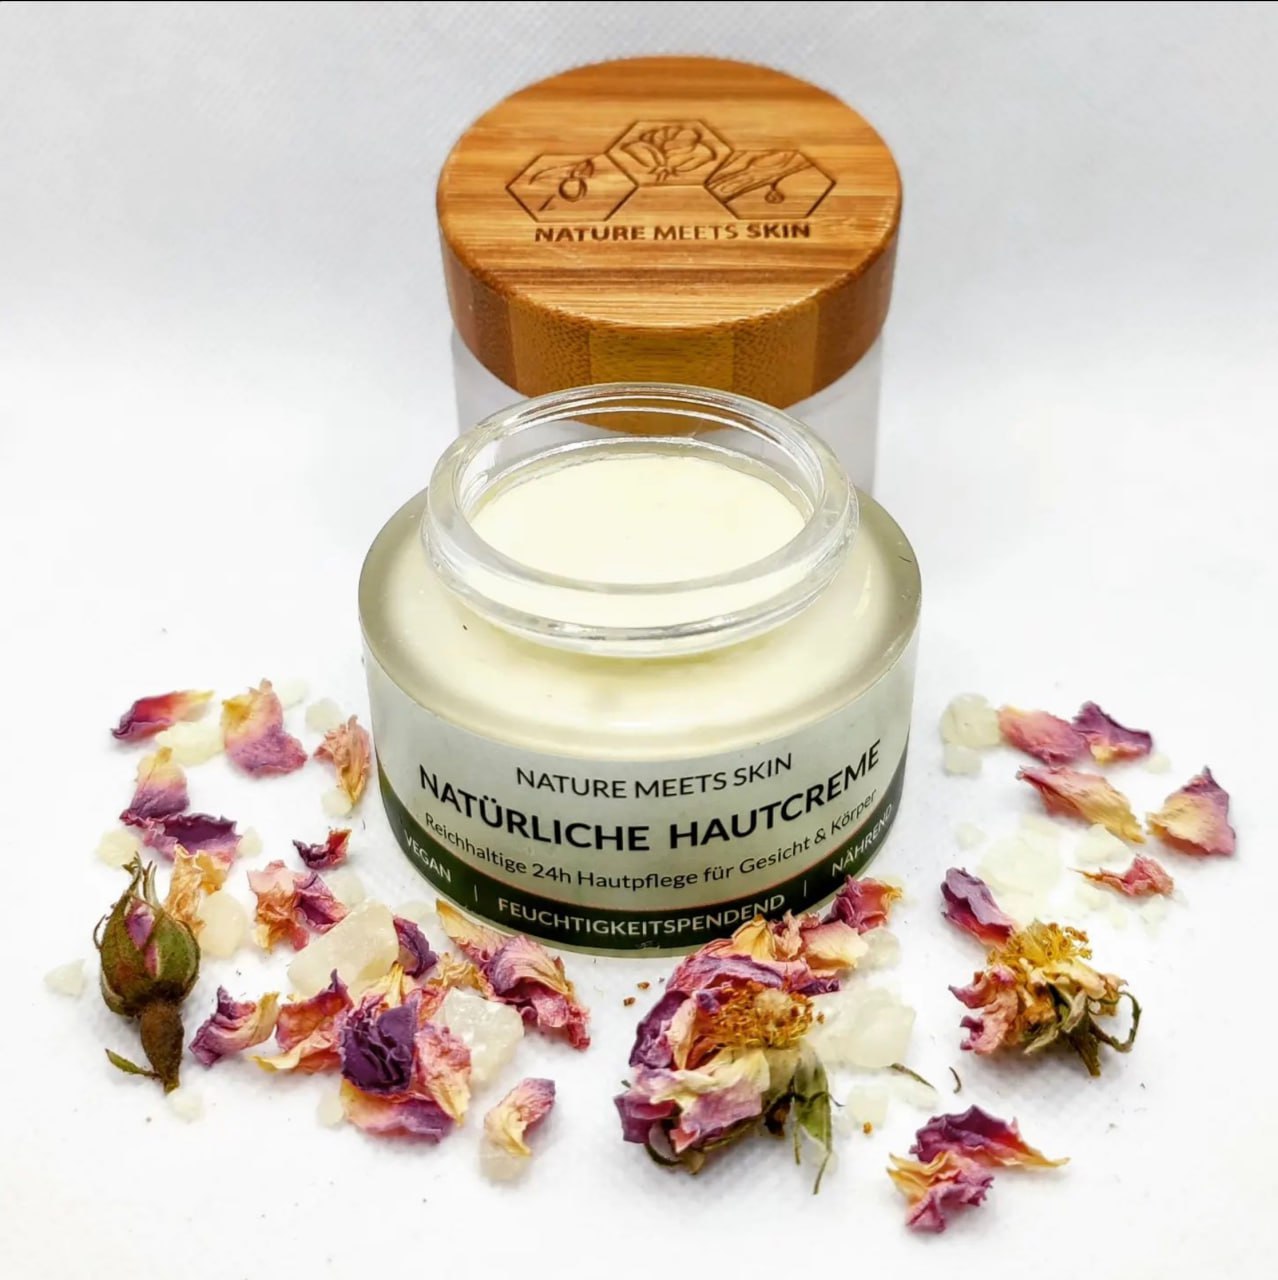 NATURE MEETS SKIN
NATURE MEETS SKIN
NATÜRLICHE HAUTCREME
Reichhaltige 24h Hautpflege für Gesicht & Körper
VEGAN | FEUCHTIGKEITSPENDEND | NÄHREND